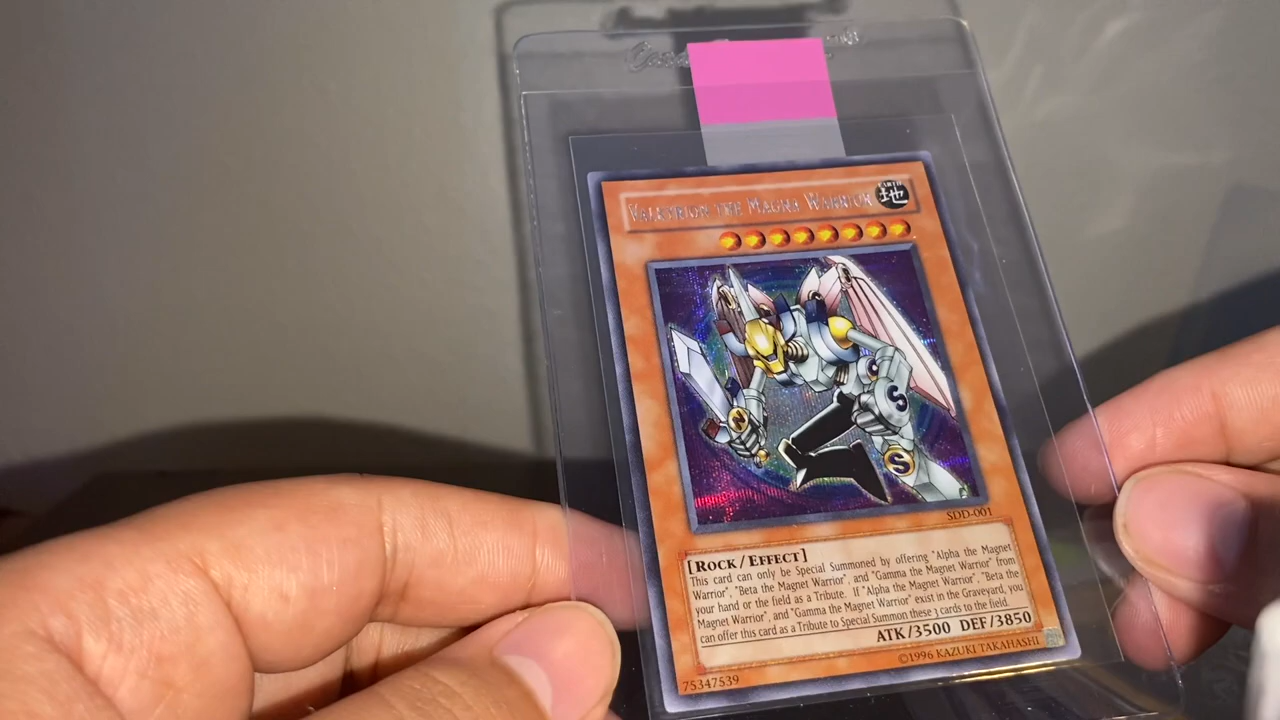 VALKYRION THE MAGNA WARRIOR
EARTH
地
N
S
S
SDD-001
[ROCK/EFFECT]
This card can only be Special Summoned by offering "Alpha the Magnet
Warrior", "Beta the Magnet Warrior", and "Gamma the Magnet Warrior" from
your hand or the field as a Tribute. If "Alpha the Magnet Warrior", "Beta the
Magnet Warrior", and "Gamma the Magnet Warrior" exist in the Graveyard, you
can offer this card as a Tribute to Special Summon these 3 cards to the field.
ATK/3500 DEF/3850
75347539
©1996 KAZUKI TAKAHASHI